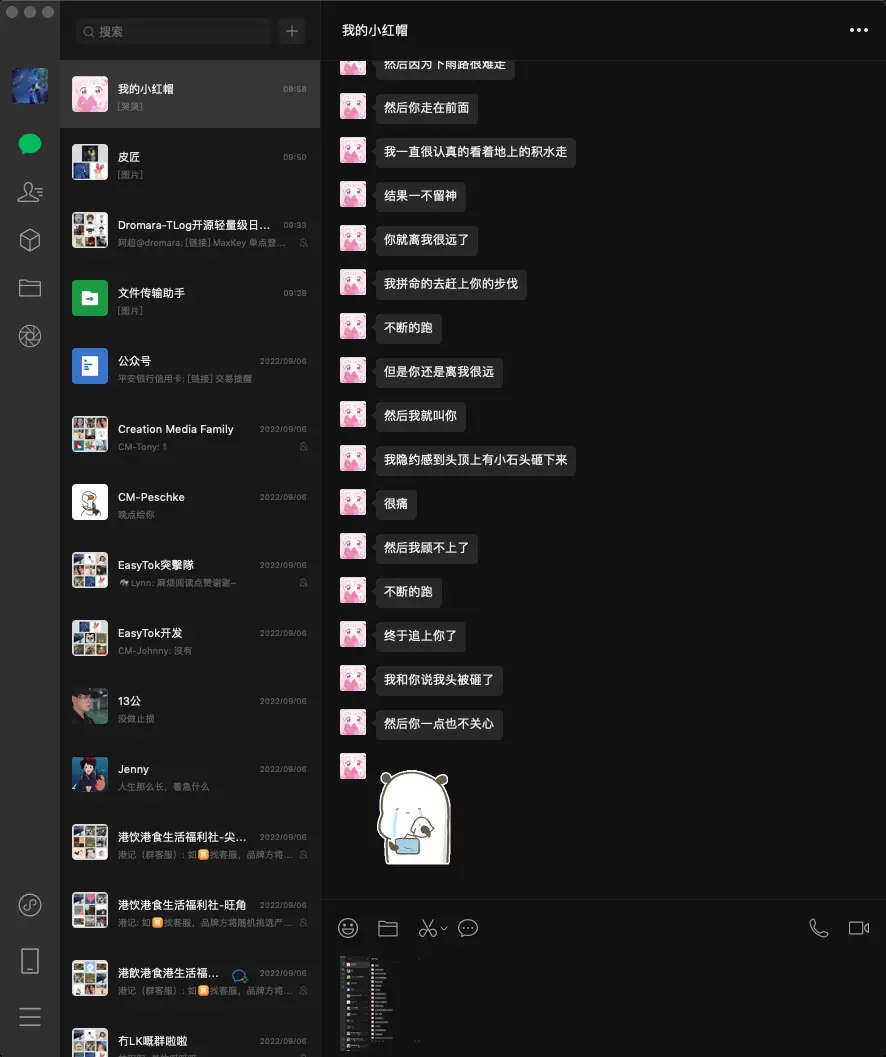 搜索
我的小红帽
09:58
[哭哭]
皮匠
09:50
[图片]
Dromara-TLog开源轻量级日...
09:33
阿超@dromara: [链接] MaxKey 单点登...
文件传输助手
09:28
[图片]
公众号
2022/09/06
平安银行信用卡: [链接] 交易提醒
Creation Media Family
2022/09/06
CM-Tony: 1
CM-Peschke
2022/09/06
晚点给你
EasyTok突擊隊
2022/09/06
Lynn: 麻烦阅读点赞谢谢~
EasyTok开发
2022/09/06
CM-Johnny: 沒有
13公
2022/09/06
没做止损
Jenny
2022/09/06
人生那么长，着急什么
港饮港食生活福利社-尖...
2022/09/06
港记（群客服）: 如找客服，品牌方将...
港饮港食生活福利社-旺角
2022/09/06
港记: 如找客服，品牌方将随机挑选产...
港飲港食港生活福...
2022/09/06
港记（群客服）: 如找客服，品牌方将...
冇LK嘅群啦啦
2022/09/06
我的小红帽
然后因为下雨路很难走
然后你走在前面
我一直很认真的看着地上的积水走
结果一不留神
你就离我很远了
我拼命的去赶上你的步伐
不断的跑
但是你还是离我很远
然后我就叫你
我隐约感到头顶上有小石头砸下来
很痛
然后我顾不上了
不断的跑
终于追上你了
我和你说我头被砸了
然后你一点也不关心